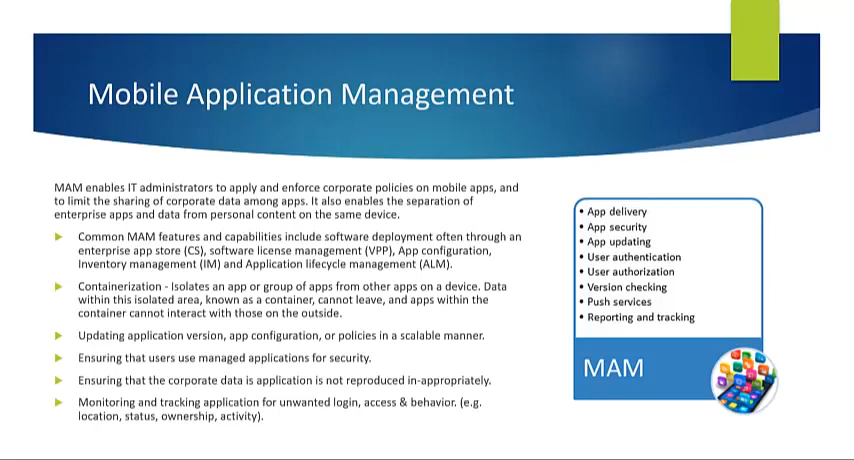 Mobile Application Management
MAM enables IT administrators to apply and enforce corporate policies on mobile apps, and
to limit the sharing of corporate data among apps. It also enables the separation of
enterprise apps and data from personal content on the same device.
Common MAM features and capabilities include software deployment often through an
enterprise app store (CS), software license management (VPP), App configuration,
Inventory management (IM) and Application lifecycle management (ALM).
Containerization - Isolates an app or group of apps from other apps on a device. Data
within this isolated area, known as a container, cannot leave, and apps within the
container cannot interact with those on the outside.
Updating application version, app configuration, or policies in a scalable manner.
Ensuring that users use managed applications for security.
Ensuring that the corporate data is application is not reproduced in-appropriately.
Monitoring and tracking application for unwanted login, access & behavior. (e.g.
location, status, ownership, activity).
• App delivery
• App security
• App updating
• User authentication
• User authorization
• Version checking
• Push services
• Reporting and tracking
MAM